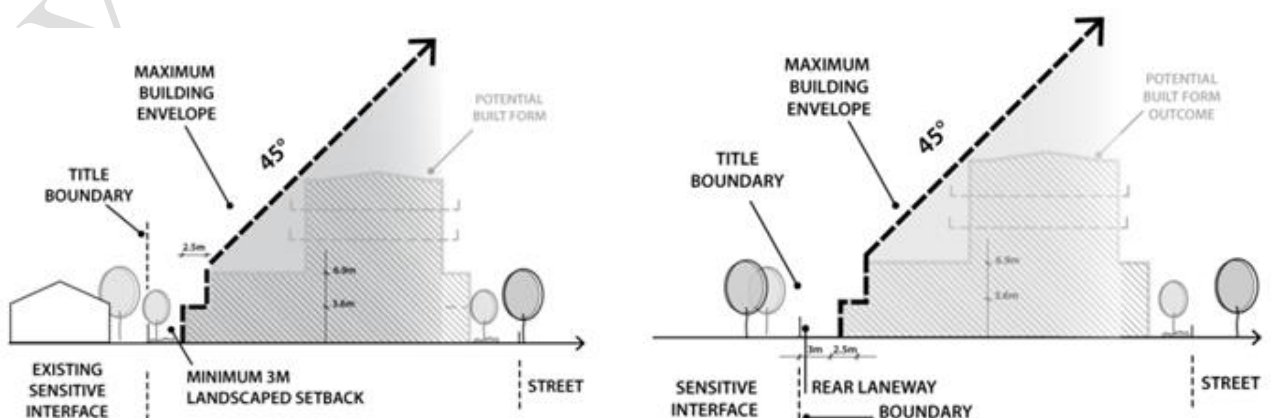 MAXIMUM
BUILDING
ENVELOPE
POTENTIAL
BUILT FORM
45°
TITLE
BOUNDARY
2.5m
6.9m
3.6m
EXISTING
SENSITIVE
INTERFACE
MINIMUM 3M
LANDSCAPED SETBACK
STREET
MAXIMUM
BUILDING
ENVELOPE
POTENTIAL
BUILT FORM
OUTCOME
45°
TITLE
BOUNDARY
6.9m
3.6m
3m
2.5m
SENSITIVE
INTERFACE
REAR LANEWAY
BOUNDARY
STREET